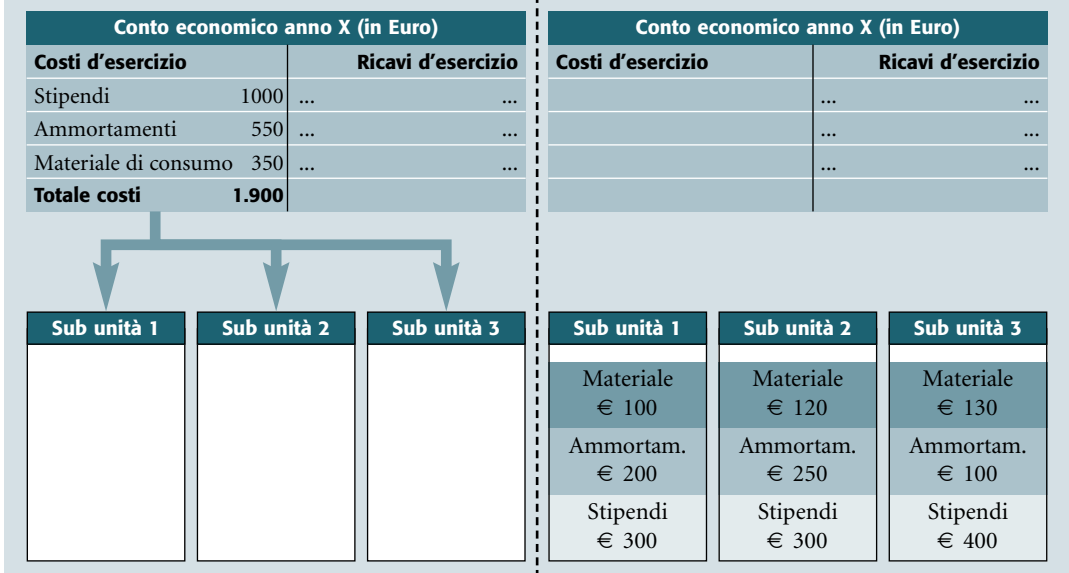 Conto economico anno X (in Euro)
Costi d'esercizio Ricavi d'esercizio
Stipendi 1000 ... ...
Ammortamenti 550 ... ...
Materiale di consumo 350 ... ...
Totale costi 1.900
Sub unità 1 Sub unità 2 Sub unità 3
Conto economico anno X (in Euro)
Costi d'esercizio Ricavi d'esercizio
... ...
... ...
... ...
...
Sub unità 1 Sub unità 2 Sub unità 3
Materiale Materiale Materiale
€ 100 € 120 € 130
Ammortam. Ammortam. Ammortam.
€ 200 € 250 € 100
Stipendi Stipendi Stipendi
€ 300 € 300 € 400